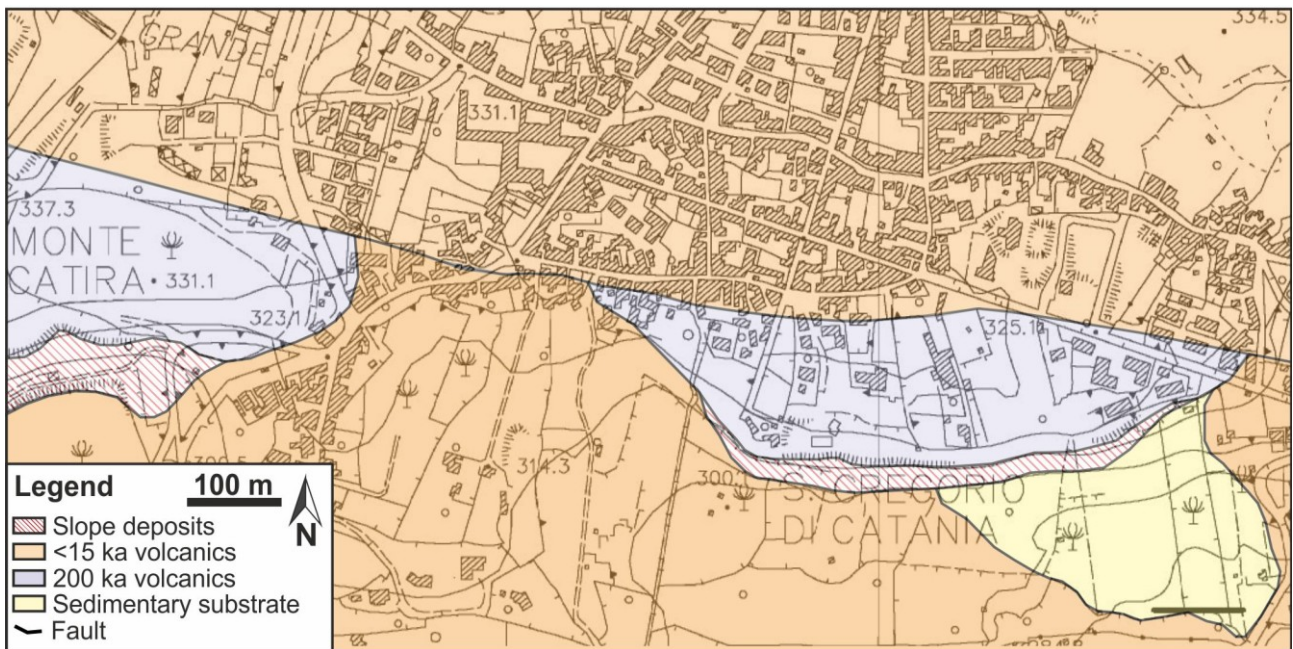 GRANDE
334.5
331.1
337.3
MONTE
CATIRA • 331.1
323.1
325.1
314.3
S. GREGORIO
DI CATANIA
Legend
100 m
N
Slope deposits
<15 ka volcanics
200 ka volcanics
Sedimentary substrate
Fault